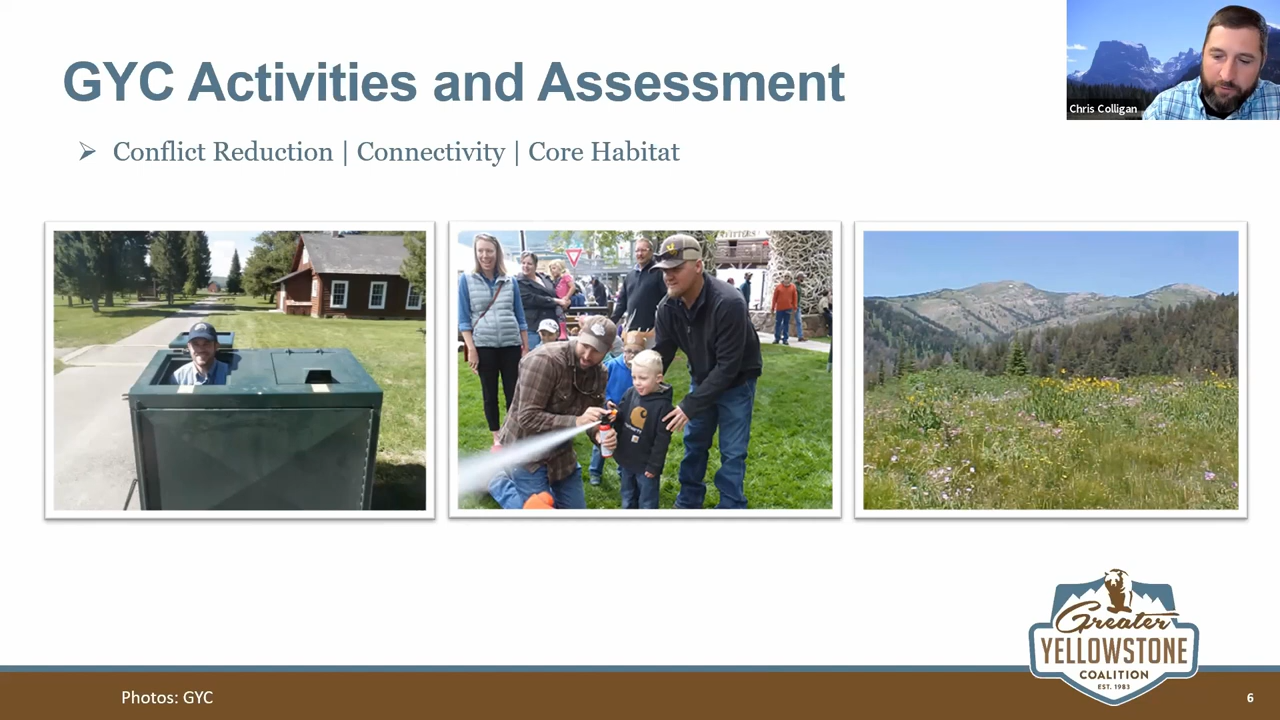 GYC Activities and Assessment
Chris Colligan
➢ Conflict Reduction | Connectivity | Core Habitat
Greater
YELLOWSTONE
COALITION
EST. 1983
Photos: GYC
6